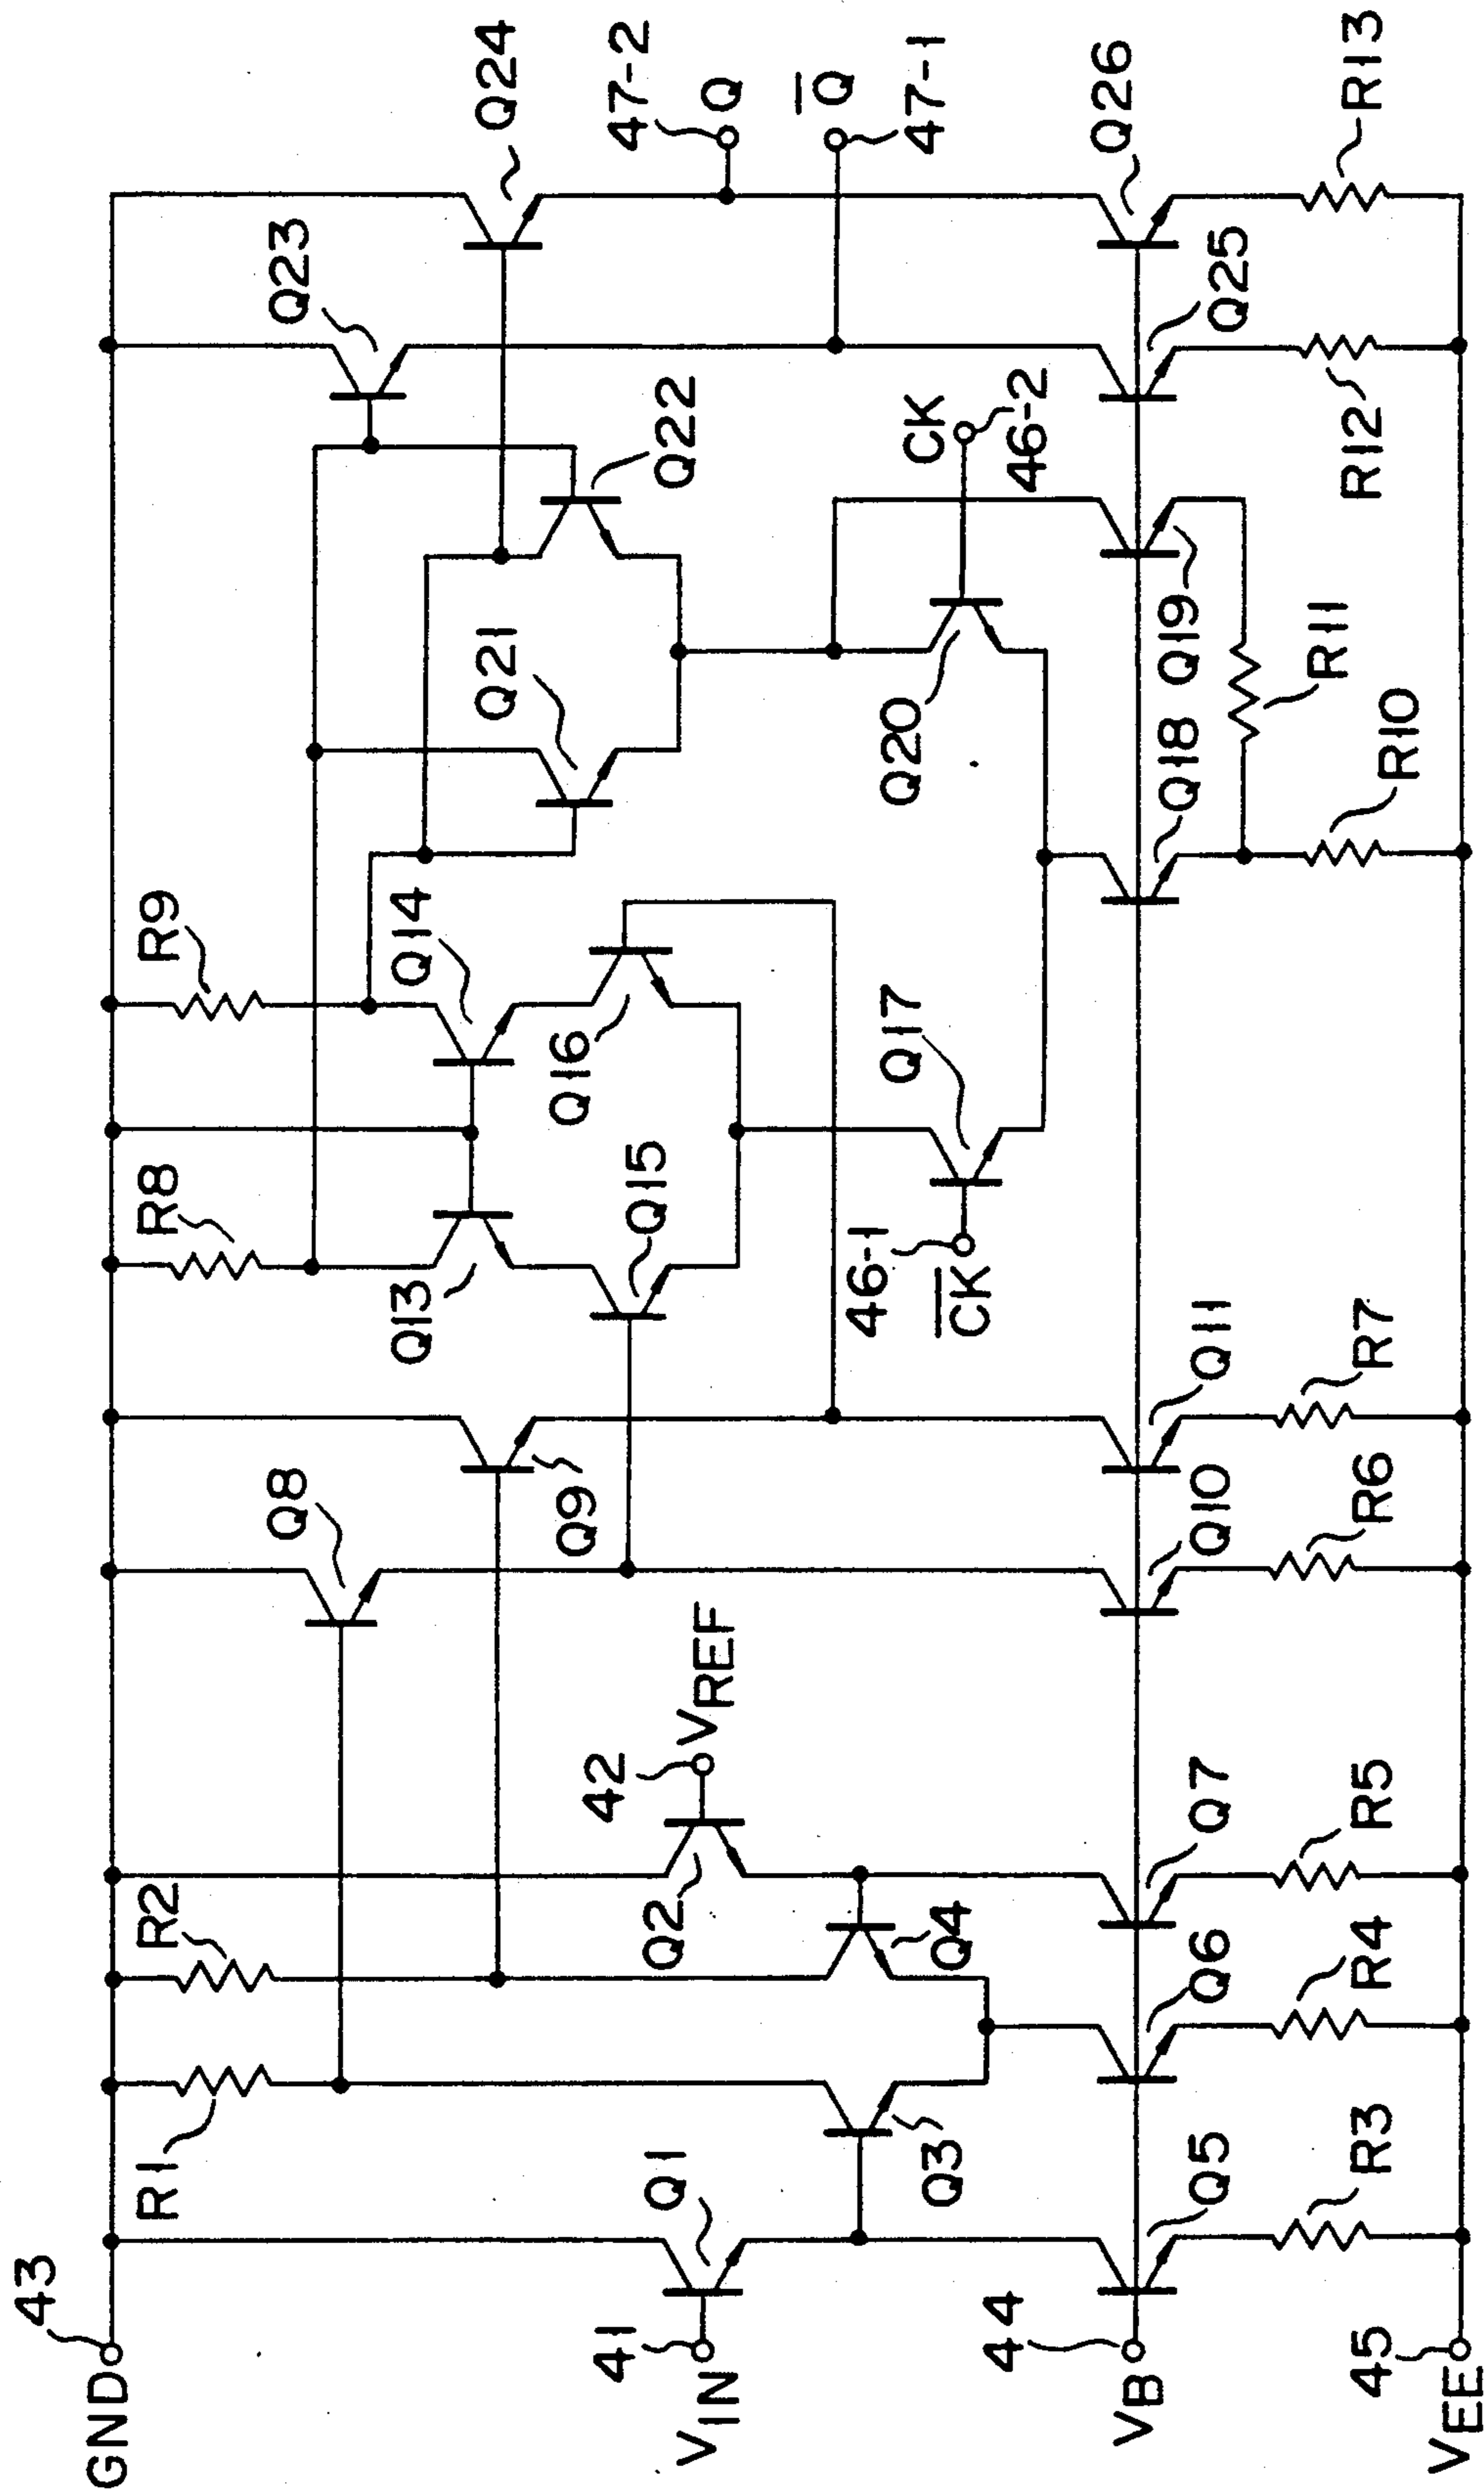 GND
43
R1
R2
R8
R9
Q8
Q23
Q24
Q13
Q14
Q9
Q16
Q21
Q22
47-2
Q
VIN
41
Q1
Q2
42
VREF
Q15
Q̅
47-1
Q3
Q4
46-1
C̅K̅
Q17
Q20
CK
46-2
VB
44
Q5
Q6
Q7
Q10
Q11
Q18
Q19
Q25
Q26
VEE
45
R3
R4
R5
R6
R7
R10
R11
R12
R13